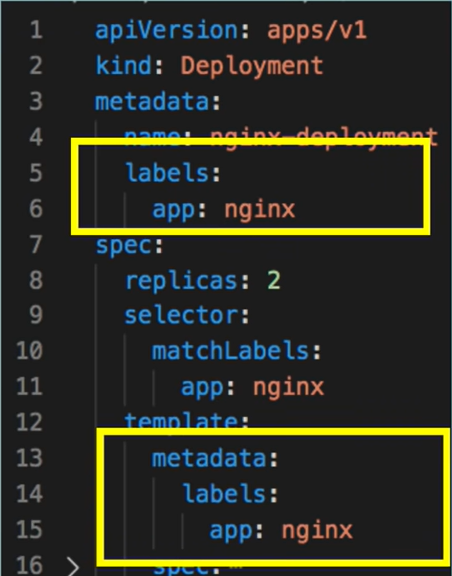 1 apiVersion: apps/v1
2 kind: Deployment
3 metadata:
4 name: nginx-deployment
5 labels:
6 app: nginx
7 spec:
8 replicas: 2
9 selector:
10 matchLabels:
11 app: nginx
12 template:
13 metadata:
14 labels:
15 app: nginx
16 > spec:…